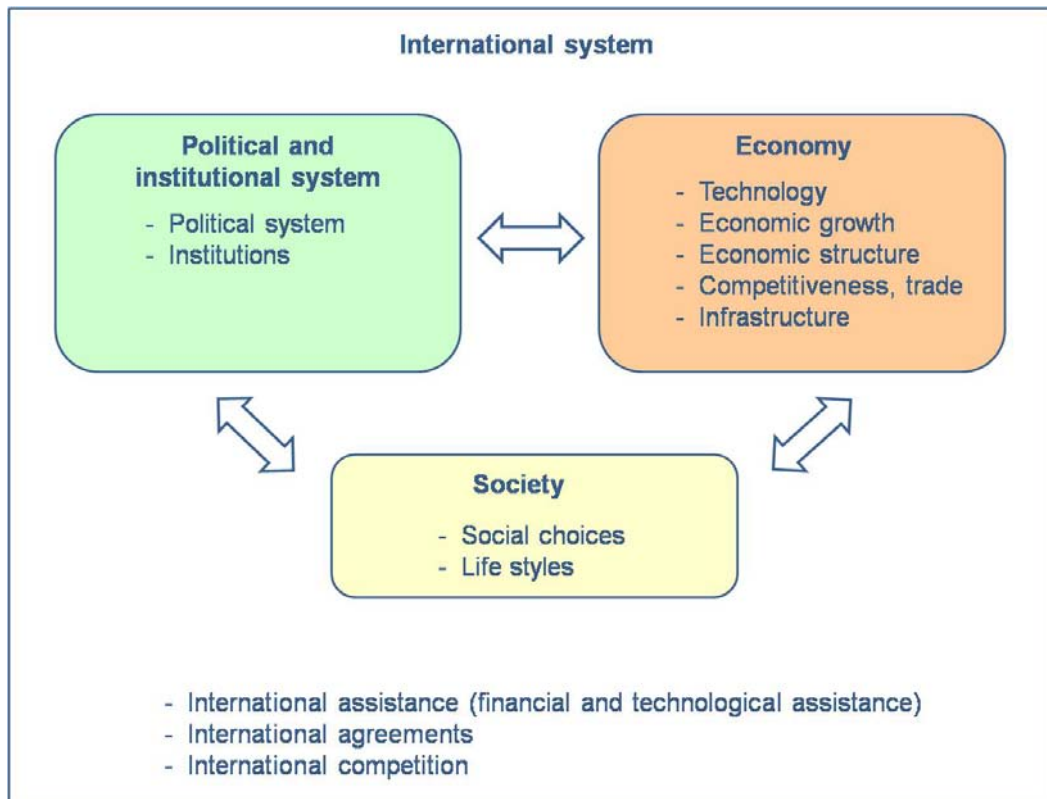 International system
Political and
institutional system
- Political system
- Institutions
Economy
- Technology
- Economic growth
- Economic structure
- Competitiveness, trade
- Infrastructure
Society
- Social choices
- Life styles
- International assistance (financial and technological assistance)
- International agreements
- International competition